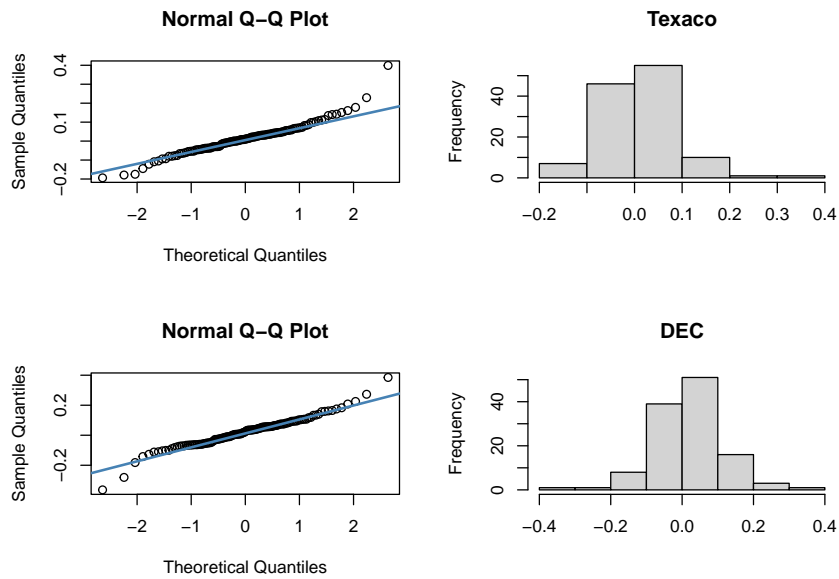 Normal Q−Q Plot
Sample Quantiles
0.4
0.1
−0.2
−2 −1 0 1 2
Theoretical Quantiles
Texaco
Frequency
40
20
0
−0.2 0.0 0.1 0.2 0.3 0.4
Normal Q−Q Plot
Sample Quantiles
0.2
−0.2
−2 −1 0 1 2
Theoretical Quantiles
DEC
Frequency
40
20
0
−0.4 −0.2 0.0 0.2 0.4